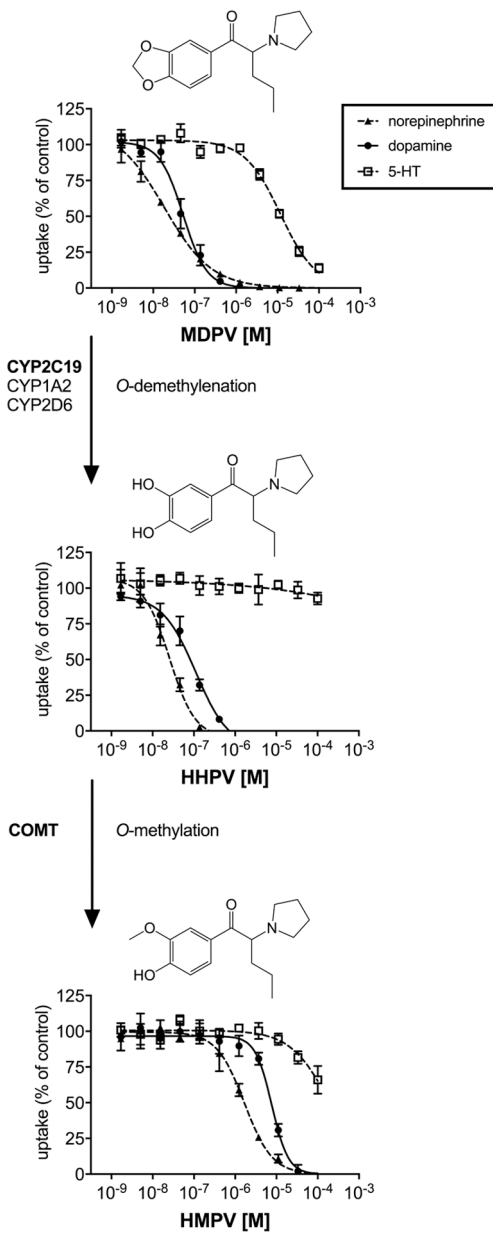 O
N
O
O
norepinephrine
dopamine
5-HT
uptake (% of control)
125
100
75
50
25
0
10⁻⁹ 10⁻⁸ 10⁻⁷ 10⁻⁶ 10⁻⁵ 10⁻⁴ 10⁻³
MDPV [M]
CYP2C19
CYP1A2
CYP2D6
O-demethylenation
O
HO
N
HO
uptake (% of control)
125
100
75
50
25
0
10⁻⁹ 10⁻⁸ 10⁻⁷ 10⁻⁶ 10⁻⁵ 10⁻⁴ 10⁻³
HHPV [M]
COMT
O-methylation
O
O
N
HO
uptake (% of control)
125
100
75
50
25
0
10⁻⁹ 10⁻⁸ 10⁻⁷ 10⁻⁶ 10⁻⁵ 10⁻⁴ 10⁻³
HMPV [M]